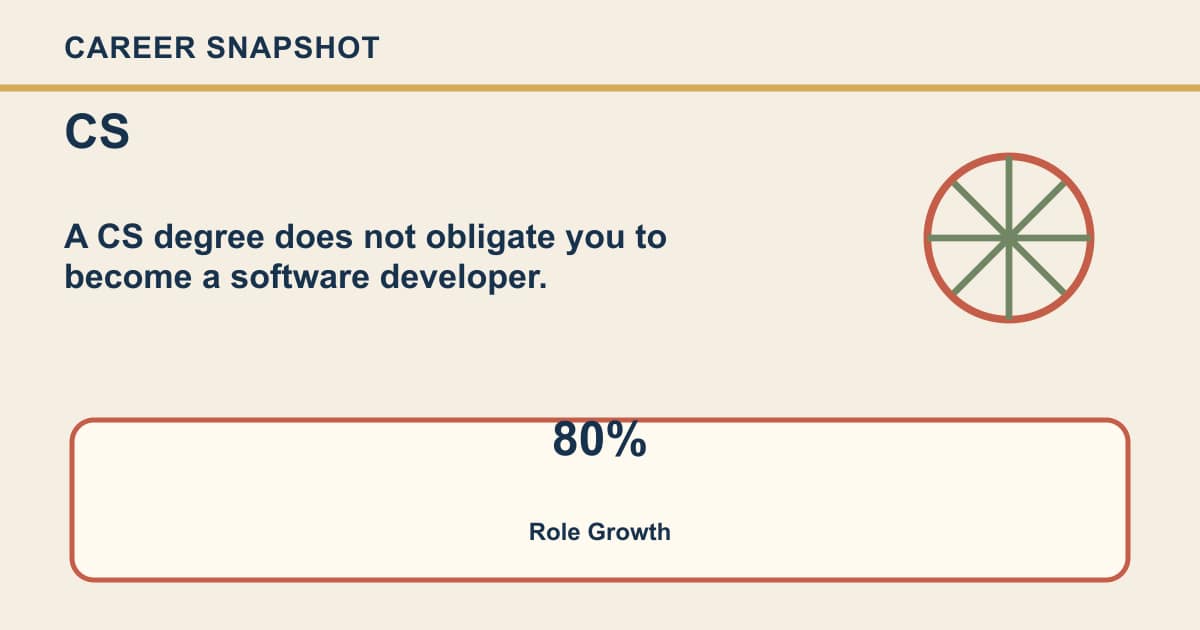 CAREER SNAPSHOT
CS
A CS degree does not obligate you to
become a software developer.
80%
Role Growth